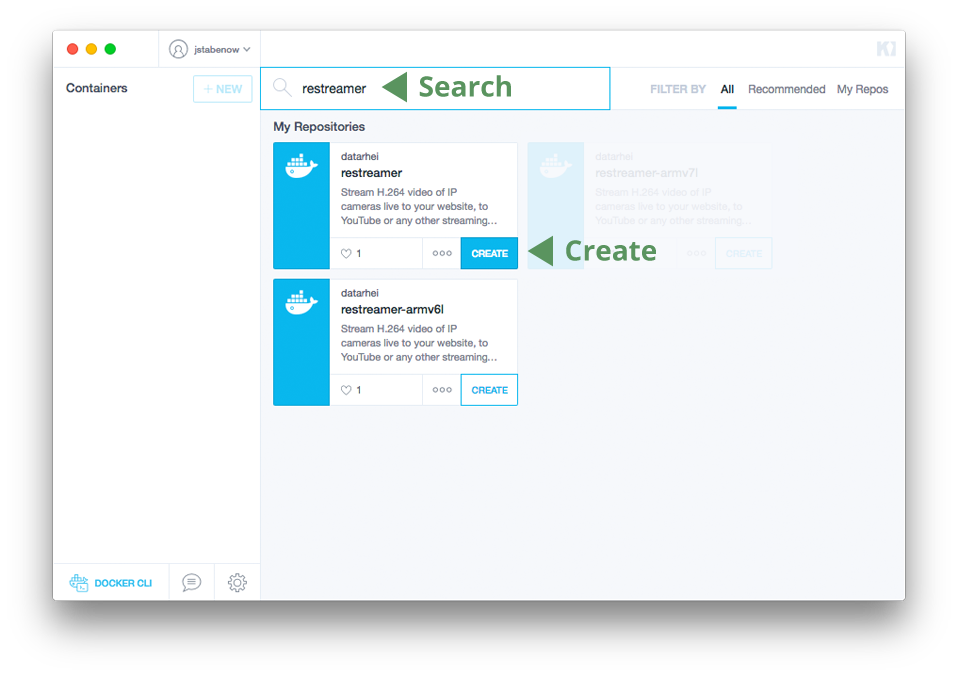 jstabenow
Containers
+ NEW
restreamer
Search
FILTER BY
All
Recommended
My Repos
My Repositories
datarhei
restreamer
Stream H.264 video of IP
cameras live to your website, to
YouTube or any other streaming...
1
CREATE
Create
datarhei
restreamer-armv7l
Stream H.264 video of IP
cameras live to your website, to
YouTube or any other streaming...
CREATE
datarhei
restreamer-armv6l
Stream H.264 video of IP
cameras live to your website, to
YouTube or any other streaming...
1
CREATE
DOCKER CLI